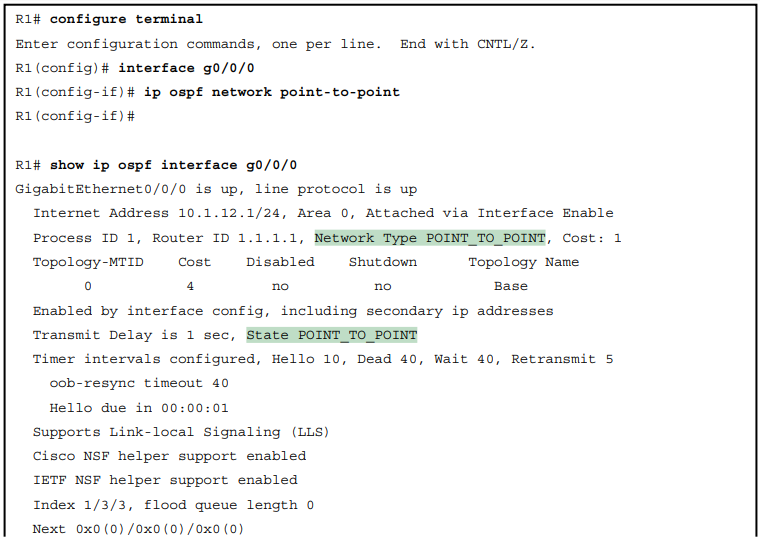 R1# configure terminal
Enter configuration commands, one per line.  End with CNTL/Z.
R1(config)# interface g0/0/0
R1(config-if)# ip ospf network point-to-point
R1(config-if)#
R1# show ip ospf interface g0/0/0
GigabitEthernet0/0/0 is up, line protocol is up
  Internet Address 10.1.12.1/24, Area 0, Attached via Interface Enable
  Process ID 1, Router ID 1.1.1.1, Network Type POINT_TO_POINT, Cost: 1
  Topology-MTID    Cost    Disabled    Shutdown      Topology Name
        0           4         no          no            Base
  Enabled by interface config, including secondary ip addresses
  Transmit Delay is 1 sec, State POINT_TO_POINT
  Timer intervals configured, Hello 10, Dead 40, Wait 40, Retransmit 5
    oob-resync timeout 40
    Hello due in 00:00:01
  Supports Link-local Signaling (LLS)
  Cisco NSF helper support enabled
  IETF NSF helper support enabled
  Index 1/3/3, flood queue length 0
  Next 0x0(0)/0x0(0)/0x0(0)